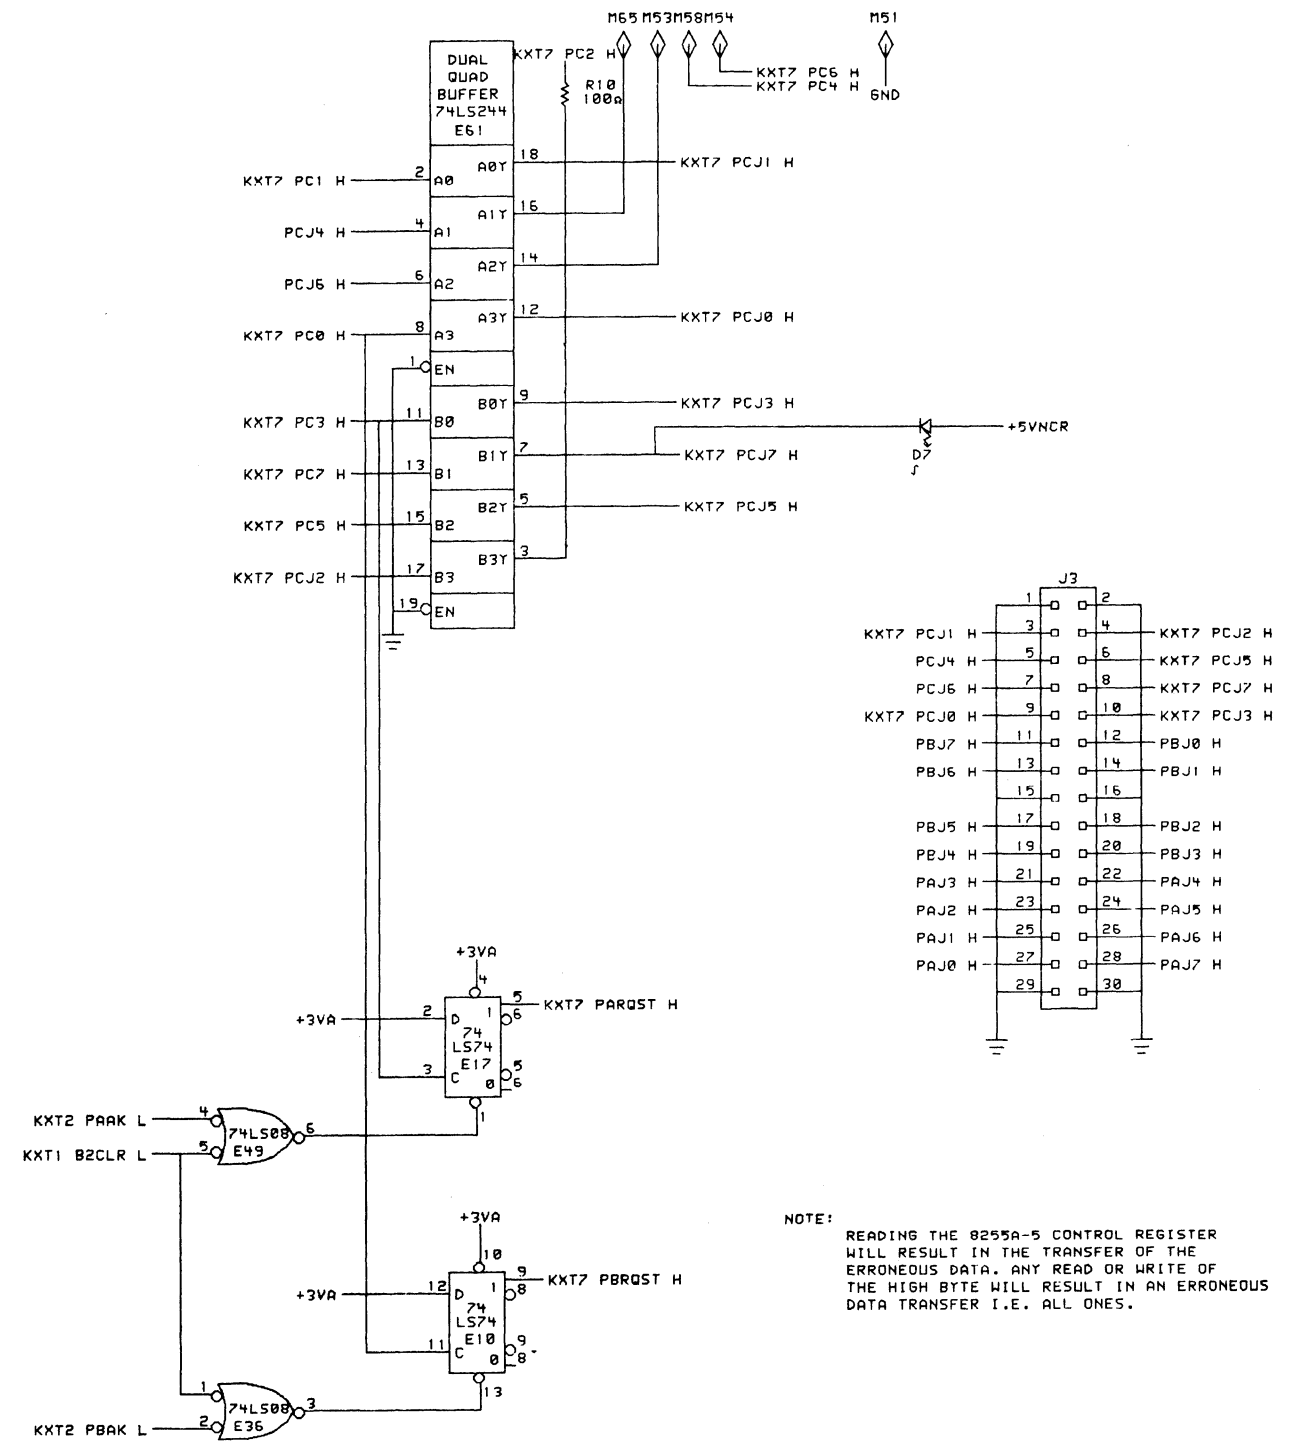 M65 M53 M58 M54 M51
KXT7 PC2 H
DUAL
QUAD
BUFFER
74LS244
E61
R10
100Ω
KXT7 PC6 H
KXT7 PC4 H
GND
KXT7 PC1 H 2 A0 A0Y 18 KXT7 PCJ1 H
PCJ4 H 4 A1 A1Y 16
PCJ6 H 6 A2 A2Y 14
KXT7 PC0 H 8 A3 A3Y 12 KXT7 PCJ0 H
1 EN
KXT7 PC3 H 11 B0 B0Y 9 KXT7 PCJ3 H
+5VNCR
D7
KXT7 PC7 H 13 B1 B1Y 7 KXT7 PCJ7 H
KXT7 PC5 H 15 B2 B2Y 5 KXT7 PCJ5 H
KXT7 PCJ2 H 17 B3 B3Y 3
19 EN
J3
1 2
KXT7 PCJ1 H 3 4 KXT7 PCJ2 H
PCJ4 H 5 6 KXT7 PCJ5 H
PCJ6 H 7 8 KXT7 PCJ7 H
KXT7 PCJ0 H 9 10 KXT7 PCJ3 H
PBJ7 H 11 12 PBJ0 H
PBJ6 H 13 14 PBJ1 H
15 16
PBJ5 H 17 18 PBJ2 H
PBJ4 H 19 20 PBJ3 H
PAJ3 H 21 22 PAJ4 H
PAJ2 H 23 24 PAJ5 H
PAJ1 H 25 26 PAJ6 H
PAJ0 H 27 28 PAJ7 H
29 30
+3VA
4
5 KXT7 PARQST H
+3VA 2 D 1 6
74
LS74
E17
3 C 0 5
6
1
KXT2 PAAK L 4
74LS08 6
E49
KXT1 B2CLR L 5
+3VA
10
9 KXT7 PBRQST H
+3VA 12 D 1 8
74
LS74
E10
11 C 0 9
8
13
1
74LS08 3
E36
KXT2 PBAK L 2
NOTE:
READING THE 8255A-5 CONTROL REGISTER
WILL RESULT IN THE TRANSFER OF THE
ERRONEOUS DATA. ANY READ OR WRITE OF
THE HIGH BYTE WILL RESULT IN AN ERRONEOUS
DATA TRANSFER I.E. ALL ONES.